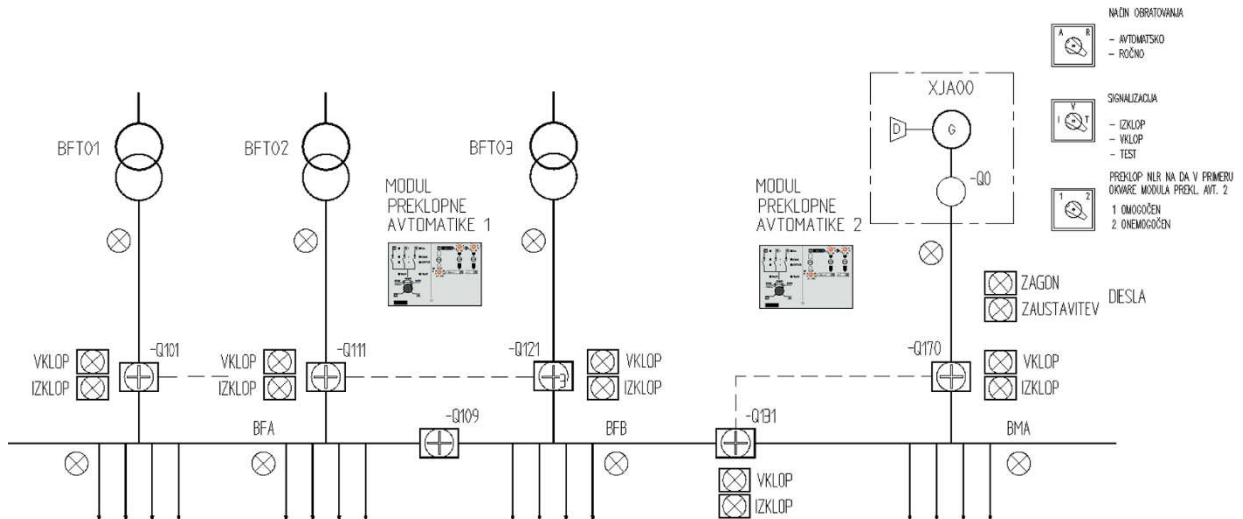 NAČIN OBRATOVANJA
A R
- AVTOMATSKO
- ROČNO
SIGNALIZACIJA
I V T
- IZKLOP
- VKLOP
- TEST
PREKLOP NLR NA DA V PRIMERU
OKVARE MODULA PREKL. AVT. 2
1 2
1 OMOGOČEN
2 ONEMOGOČEN
XJA00
D
G
-Q0
BFT01
BFT02
BFT03
MODUL
PREKLOPNE
AVTOMATIKE 1
MODUL
PREKLOPNE
AVTOMATIKE 2
ZAGON
ZAUSTAVITEV
DIESLA
VKLOP
IZKLOP
-Q101
VKLOP
IZKLOP
-Q111
-Q121
VKLOP
IZKLOP
-Q170
VKLOP
IZKLOP
BFA
-Q109
BFB
-Q131
BMA
VKLOP
IZKLOP